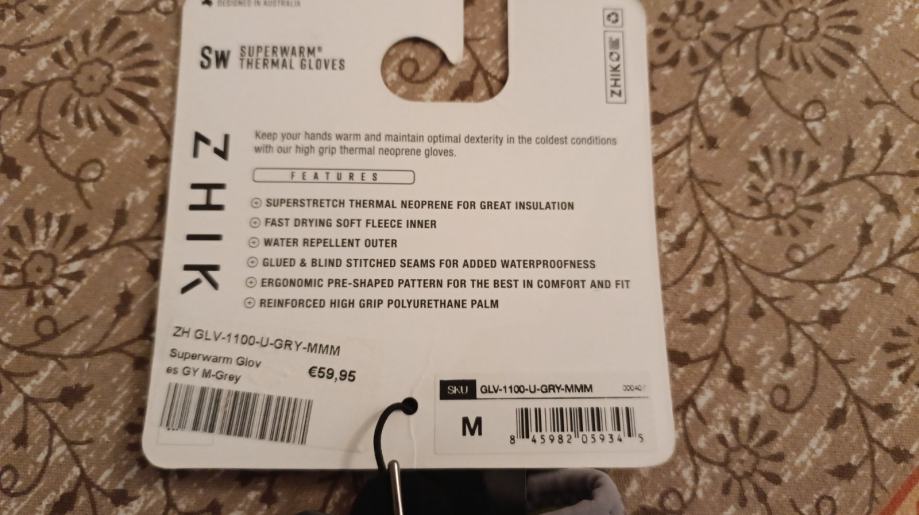 DESIGNED IN AUSTRALIA
SW SUPERWARM®
THERMAL GLOVES
ZHIK
ZHIK
Keep your hands warm and maintain optimal dexterity in the coldest conditions
with our high grip thermal neoprene gloves.
FEATURES
SUPERSTRETCH THERMAL NEOPRENE FOR GREAT INSULATION
FAST DRYING SOFT FLEECE INNER
WATER REPELLENT OUTER
GLUED & BLIND STITCHED SEAMS FOR ADDED WATERPROOFNESS
ERGONOMIC PRE-SHAPED PATTERN FOR THE BEST IN COMFORT AND FIT
REINFORCED HIGH GRIP POLYURETHANE PALM
ZH GLV-1100-U-GRY-MMM
Superwarm Glov
es GY M-Grey
€59,95
SKU GLV-1100-U-GRY-MMM
M
8 45982 05934 5